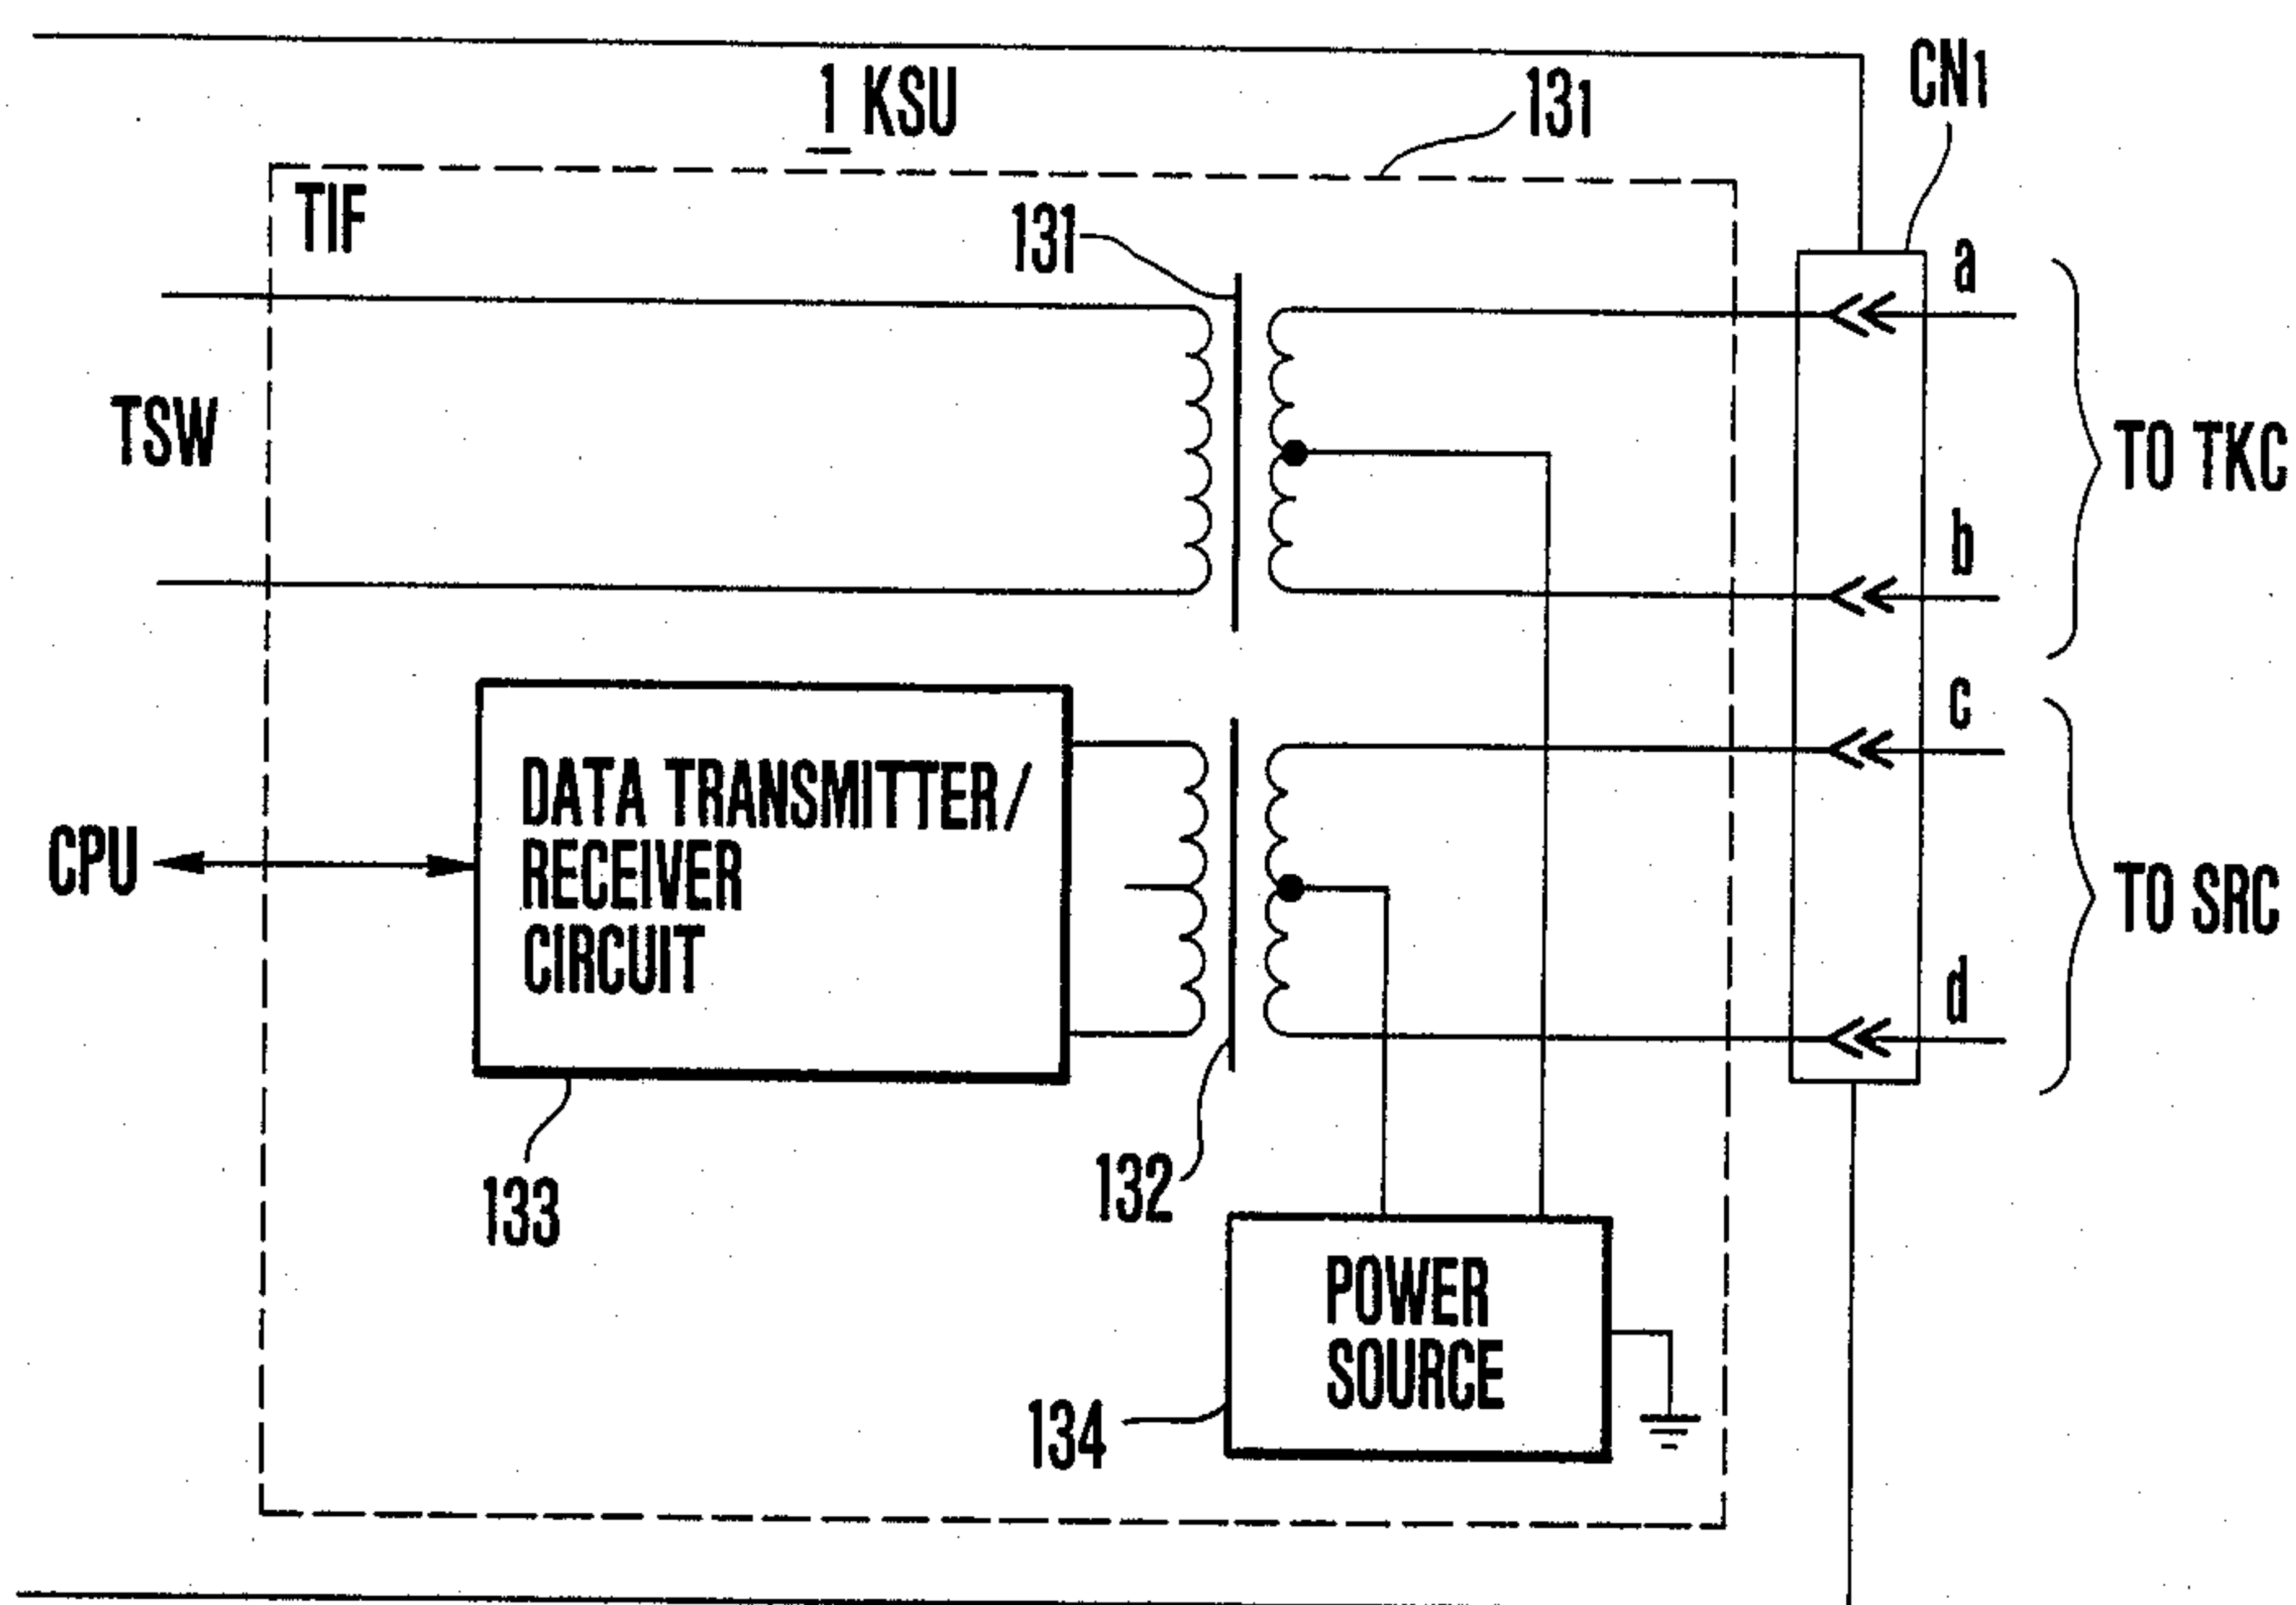 1 KSU
13₁
CN1
TIF
131
a
TSW
TO TKC
b
c
DATA TRANSMITTER/
RECEIVER
CIRCUIT
CPU
TO SRC
d
132
133
POWER
SOURCE
134